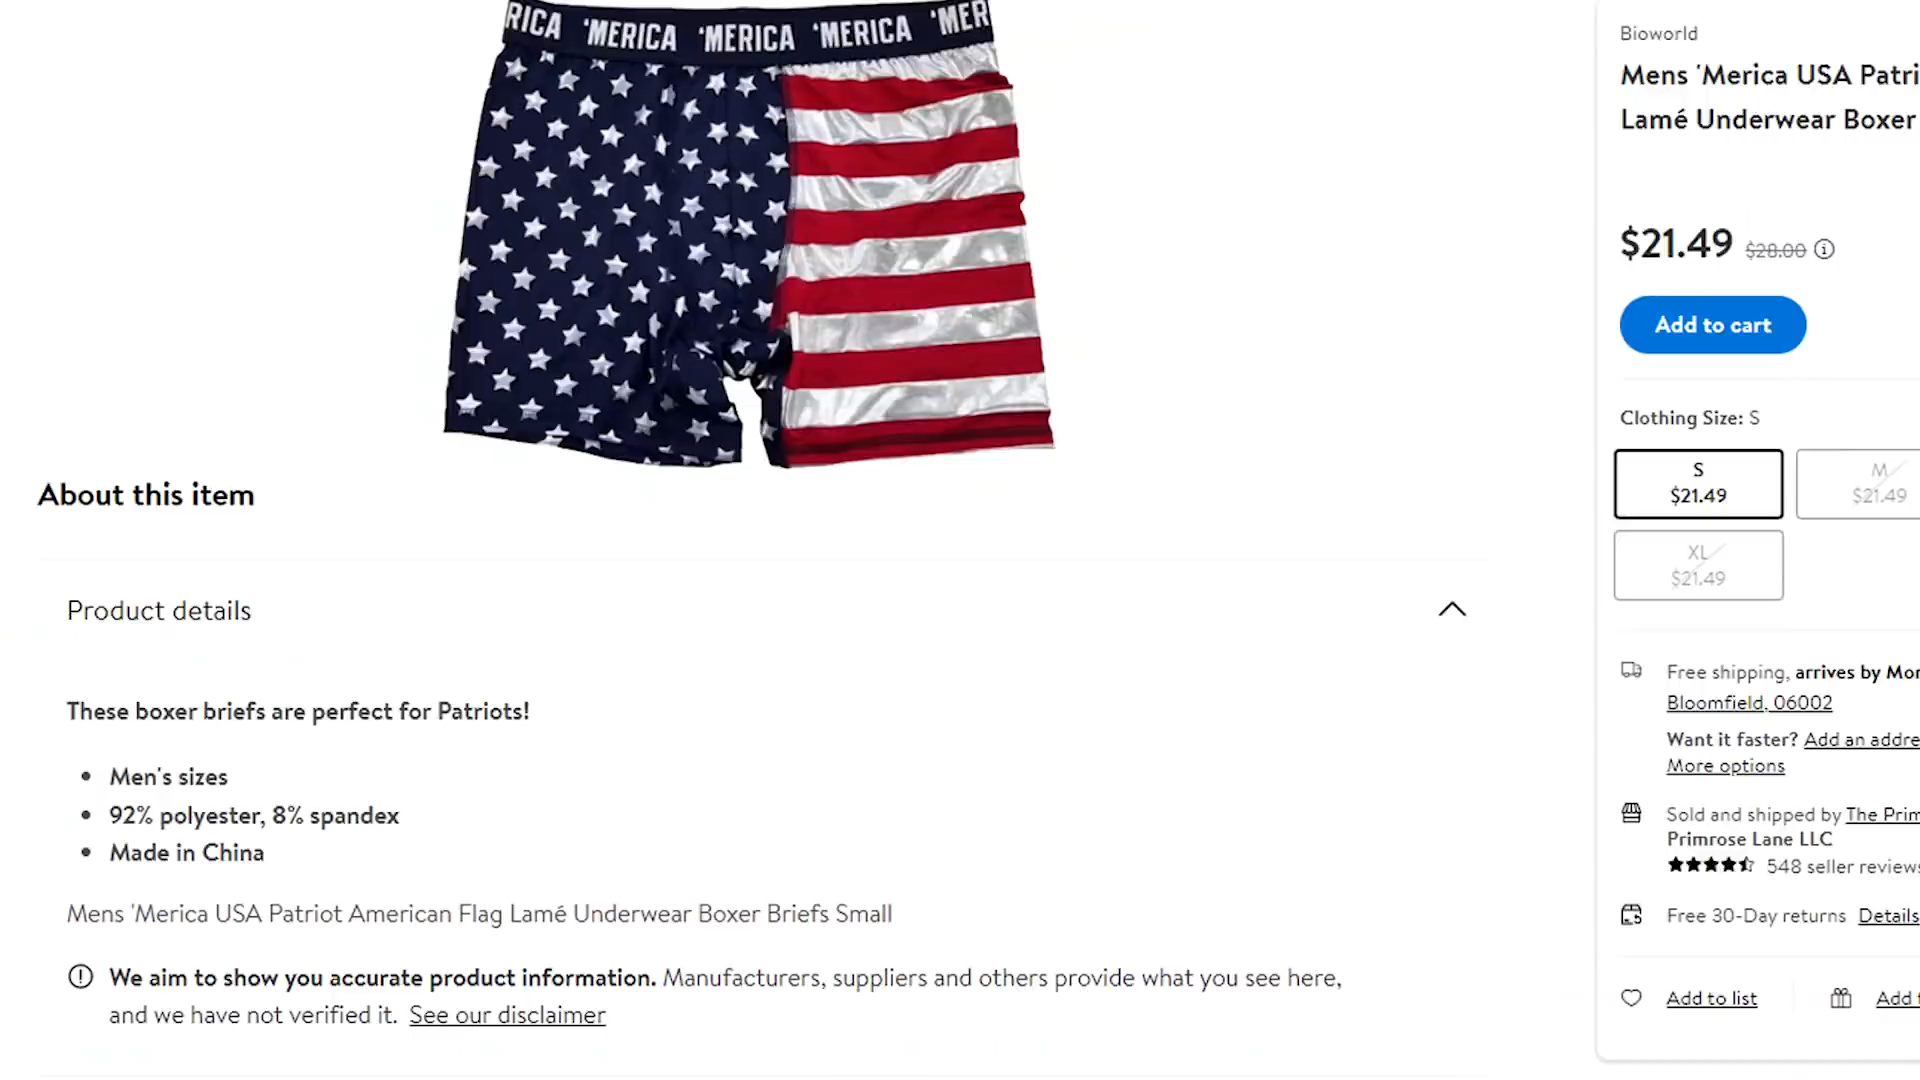 RICA 'MERICA 'MERICA 'MERICA 'MER
Bioworld
Mens 'Merica USA Patri
Lamé Underwear Boxer
$21.49 $28.00
Add to cart
Clothing Size: S
S
$21.49
M
$21.49
XL
$21.49
About this item
Product details
These boxer briefs are perfect for Patriots!
Men's sizes
92% polyester, 8% spandex
Made in China
Mens 'Merica USA Patriot American Flag Lamé Underwear Boxer Briefs Small
We aim to show you accurate product information. Manufacturers, suppliers and others provide what you see here,
and we have not verified it. See our disclaimer
Free shipping, arrives by Mon
Bloomfield, 06002
Want it faster? Add an addre
More options
Sold and shipped by The Prim
Primrose Lane LLC
548 seller reviews
Free 30-Day returns Details
Add to list
Add t